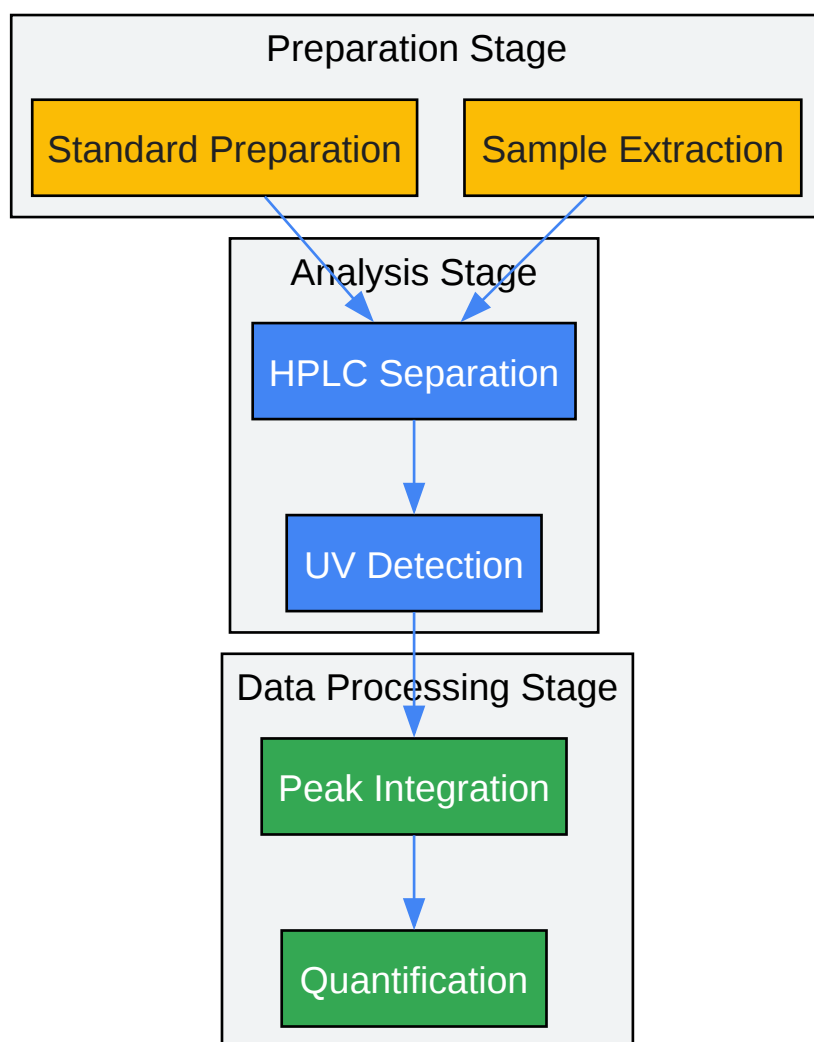 Preparation Stage
Standard Preparation
Sample Extraction
Analysis Stage
HPLC Separation
UV Detection
Data Processing Stage
Peak Integration
Quantification